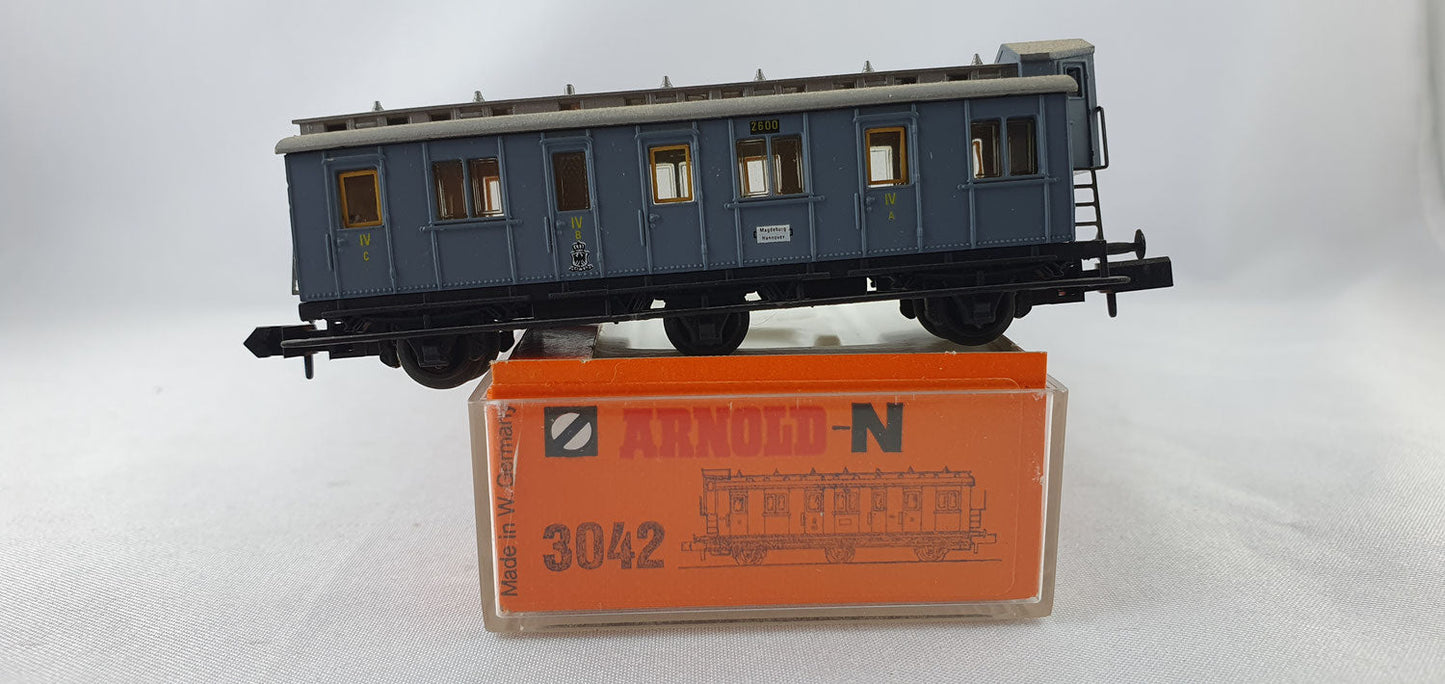 2600
IV
C
IV
B
Magdeburg
Hannover
IV
A
ARNOLD-N
Made in W. Germany
3042